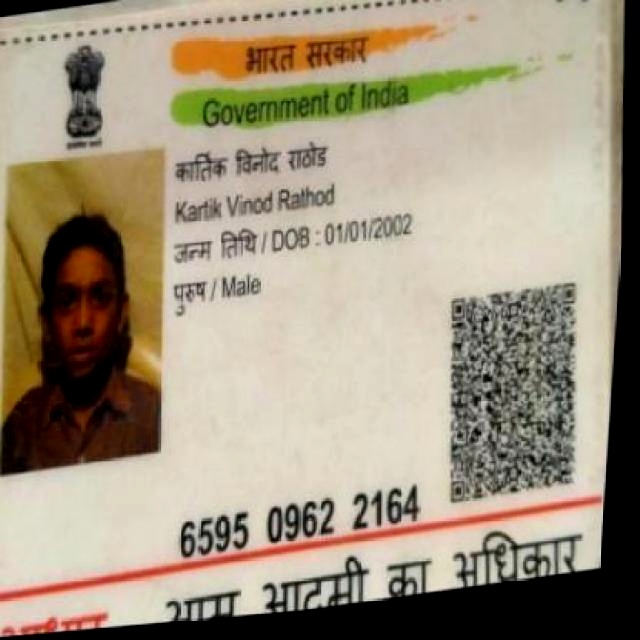 भारत सरकार
Government of India
कार्तिक विनोद राठोड
Kartik Vinod Rathod
जन्म तिथि / DOB : 01/01/2002
पुरुष / Male
6595 0962 2164
आम आदमी का अधिकार